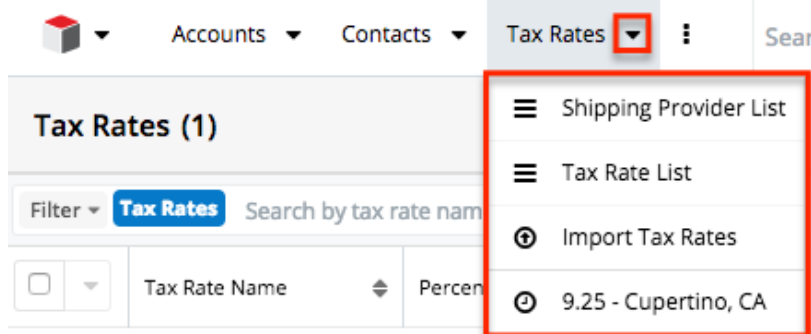 Accounts Contacts Tax Rates
Tax Rates (1)
Shipping Provider List
Tax Rate List
Filter Tax Rates Search by tax rate nam
Import Tax Rates
Tax Rate Name
9.25 - Cupertino, CA